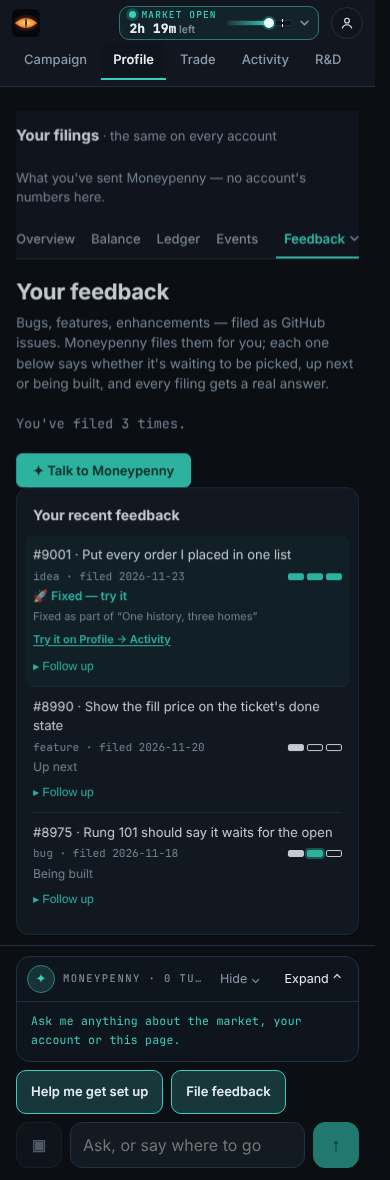 MARKET OPEN
2h 19m left
Campaign Profile Trade Activity R&D
Your filings · the same on every account
What you've sent Moneypenny — no account's
numbers here.
Overview Balance Ledger Events Feedback
Your feedback
Bugs, features, enhancements — filed as GitHub
issues. Moneypenny files them for you; each one
below says whether it's waiting to be picked, up next
or being built, and every filing gets a real answer.
You've filed 3 times.
✦ Talk to Moneypenny
Your recent feedback
#9001 · Put every order I placed in one list
idea · filed 2026-11-23
🚀 Fixed — try it
Fixed as part of “One history, three homes”
Try it on Profile → Activity
▸ Follow up
#8990 · Show the fill price on the ticket's done
state
feature · filed 2026-11-20
Up next
▸ Follow up
#8975 · Rung 101 should say it waits for the open
bug · filed 2026-11-18
Being built
▸ Follow up
MONEYPENNY · 0 TU… Hide Expand
Ask me anything about the market, your
account or this page.
Help me get set up File feedback
Ask, or say where to go